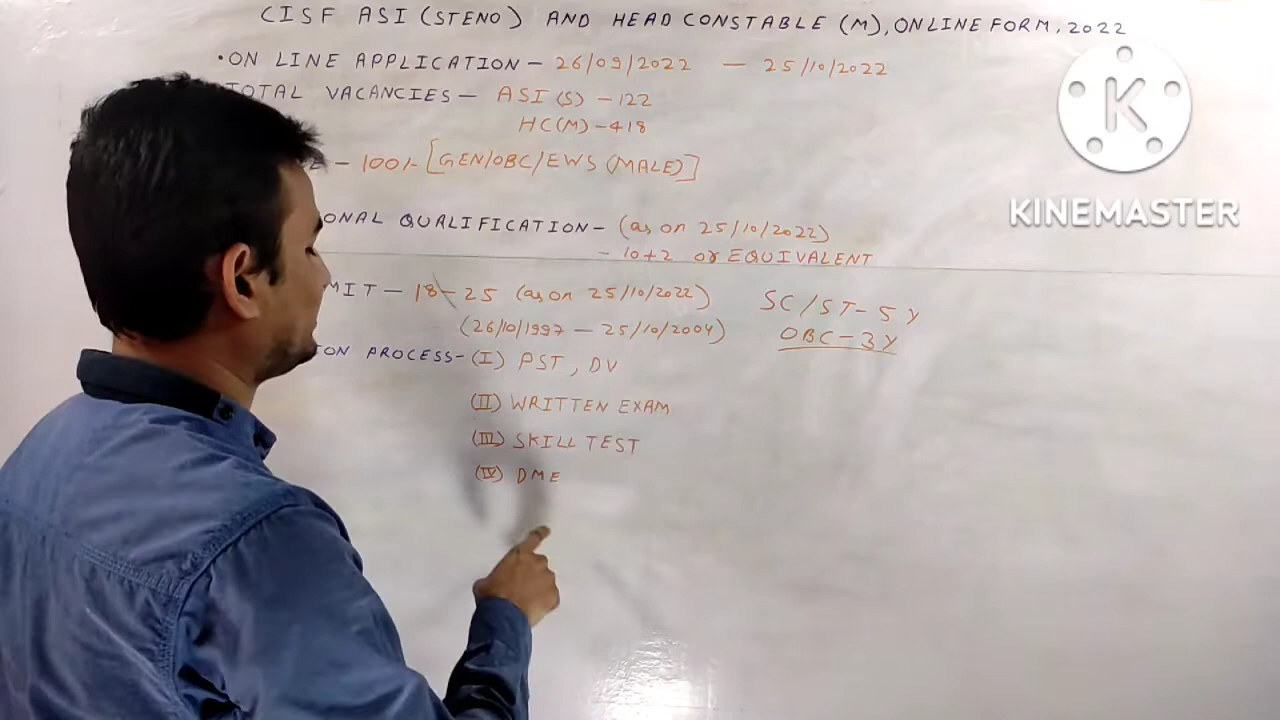 CISF ASI (STENO) AND HEAD CONSTABLE (M), ONLINE FORM, 2022
• ON LINE APPLICATION - 26/09/2022 - 25/10/2022
TOTAL VACANCIES - ASI (S) - 122
HC(M) - 418
- 100/- [GEN/OBC/EWS (MALE)]
ONAL QUALIFICATION - (as on 25/10/2022)
- 10+2 or EQUIVALENT
MIT - 18-25 (as on 25/10/2022) SC/ST - 5 Y
(26/10/1997 - 25/10/2004) OBC - 3 Y
ION PROCESS - (I) PST, DV
(II) WRITTEN EXAM
(III) SKILL TEST
(IV) DME
K
KINEMASTER